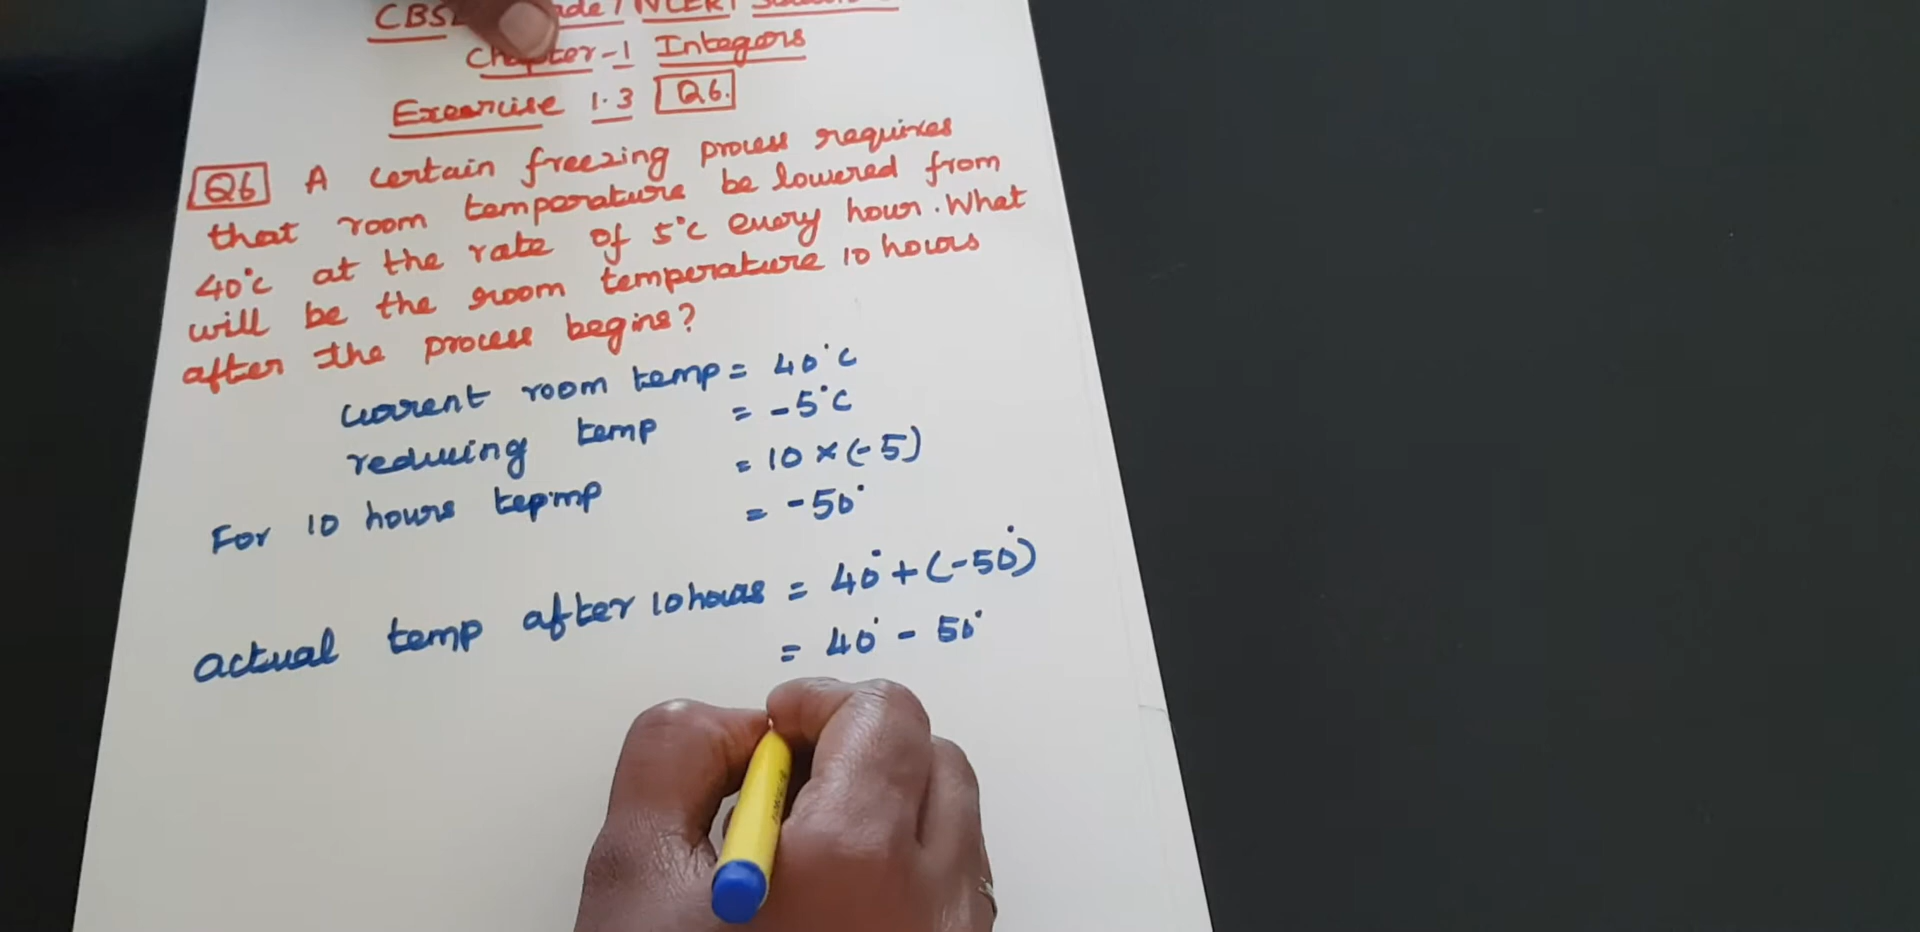 Chapter-1 Integers
Exercise 1.3 Q6.
Q6 A certain freezing process requires
that room temperature be lowered from
40°C at the rate of 5°C every hour. What
will be the room temperature 10 hours
after the process begins?
current room temp = 40°C
reducing temp = -5°C
For 10 hours tepmp = 10 × (-5)
= -50°
actual temp after 10 hours = 40° + (-50°)
= 40° - 50°